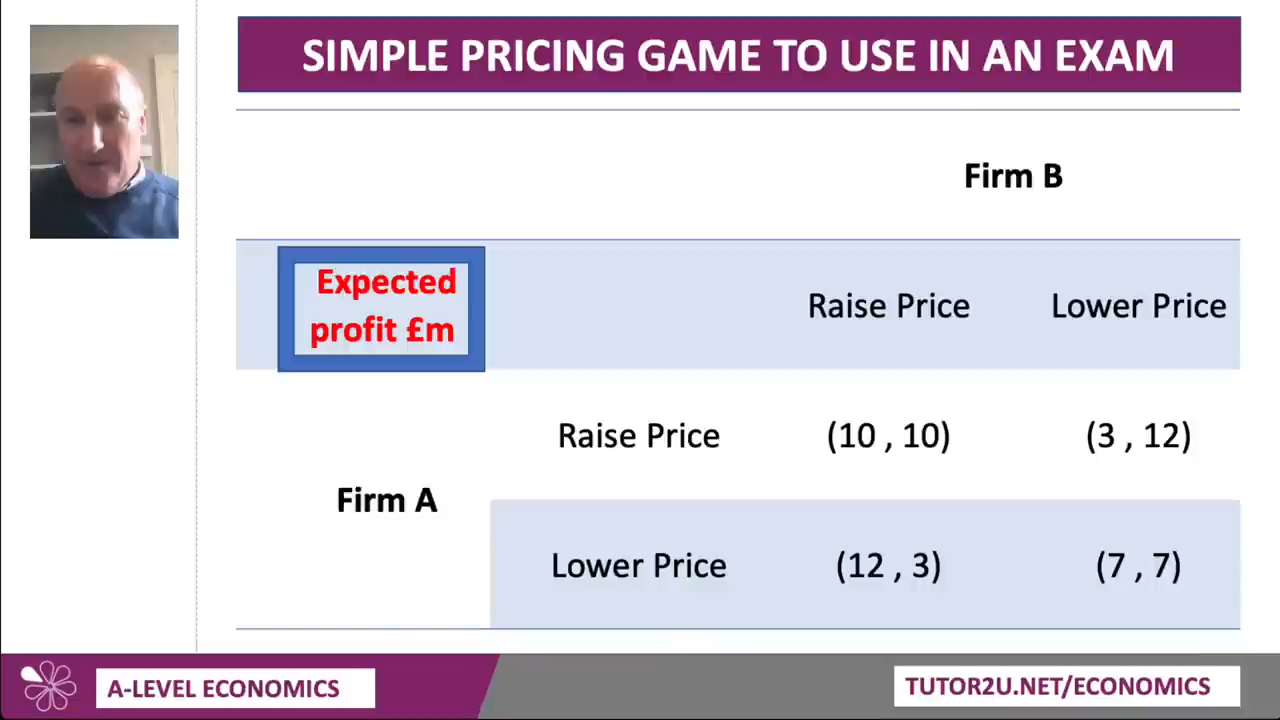 SIMPLE PRICING GAME TO USE IN AN EXAM
Firm B
Expected
profit £m
Raise Price Lower Price
Raise Price (10 , 10) (3 , 12)
Firm A
Lower Price (12 , 3) (7 , 7)
A-LEVEL ECONOMICS
TUTOR2U.NET/ECONOMICS